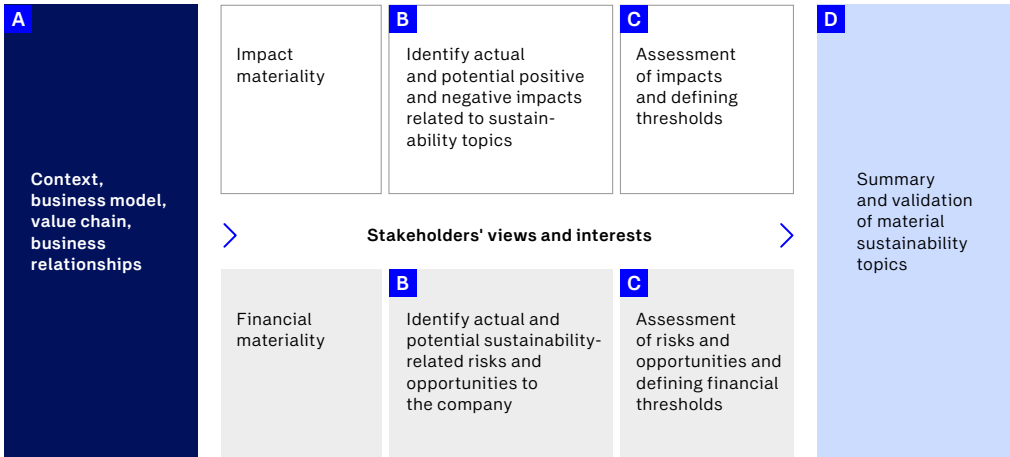 A
Context,
business model,
value chain,
business
relationships
Impact
materiality
B
Identify actual
and potential positive
and negative impacts
related to sustain-
ability topics
C
Assessment
of impacts
and defining
thresholds
Stakeholders' views and interests
Financial
materiality
B
Identify actual and
potential sustainability-
related risks and
opportunities to
the company
C
Assessment
of risks and
opportunities and
defining financial
thresholds
D
Summary
and validation
of material
sustainability
topics